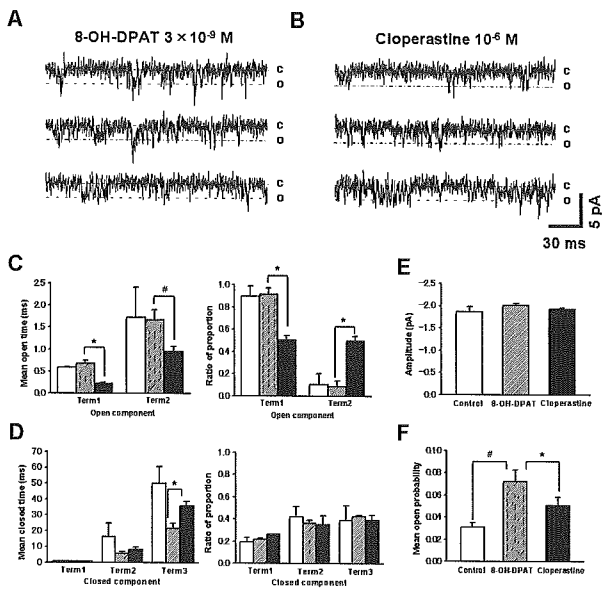 A
8-OH-DPAT 3 × 10⁻⁹ M
C
O
C
O
C
O
B
Cloperastine 10⁻⁶ M
C
O
C
O
C
O
5 pA
30 ms
C
Mean open time (ms)
2.5
2.0
1.5
1.0
0.5
0.0
*
#
Term1
Term2
Open component
Ratio of proportion
1.0
0.8
0.6
0.4
0.2
0.0
*
*
Term1
Term2
Open component
E
Amplitude (pA)
−2.5
−2.0
−1.5
−1.0
−0.5
0.0
Control
8-OH-DPAT
Cloperastine
D
Mean closed time (ms)
70
60
50
40
30
20
10
0
*
Term1
Term2
Term3
Closed component
Ratio of proportion
1.0
0.8
0.6
0.4
0.2
0.0
Term1
Term2
Term3
Closed component
F
Mean open probability
0.10
0.08
0.06
0.04
0.02
0.00
#
*
Control
8-OH-DPAT
Cloperastine